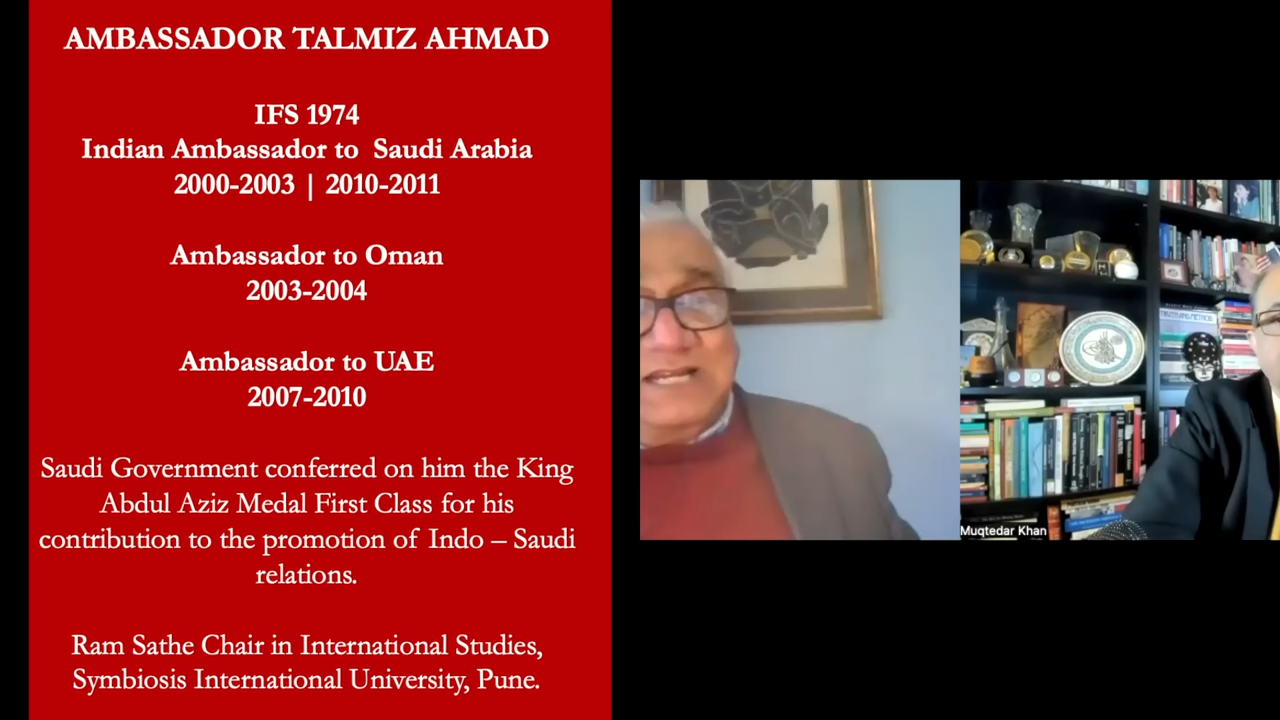 AMBASSADOR TALMIZ AHMAD
IFS 1974
Indian Ambassador to Saudi Arabia
2000-2003 | 2010-2011
Ambassador to Oman
2003-2004
Ambassador to UAE
2007-2010
Saudi Government conferred on him the King
Abdul Aziz Medal First Class for his
contribution to the promotion of Indo – Saudi
relations.
Ram Sathe Chair in International Studies,
Symbiosis International University, Pune.
Muqtedar Khan